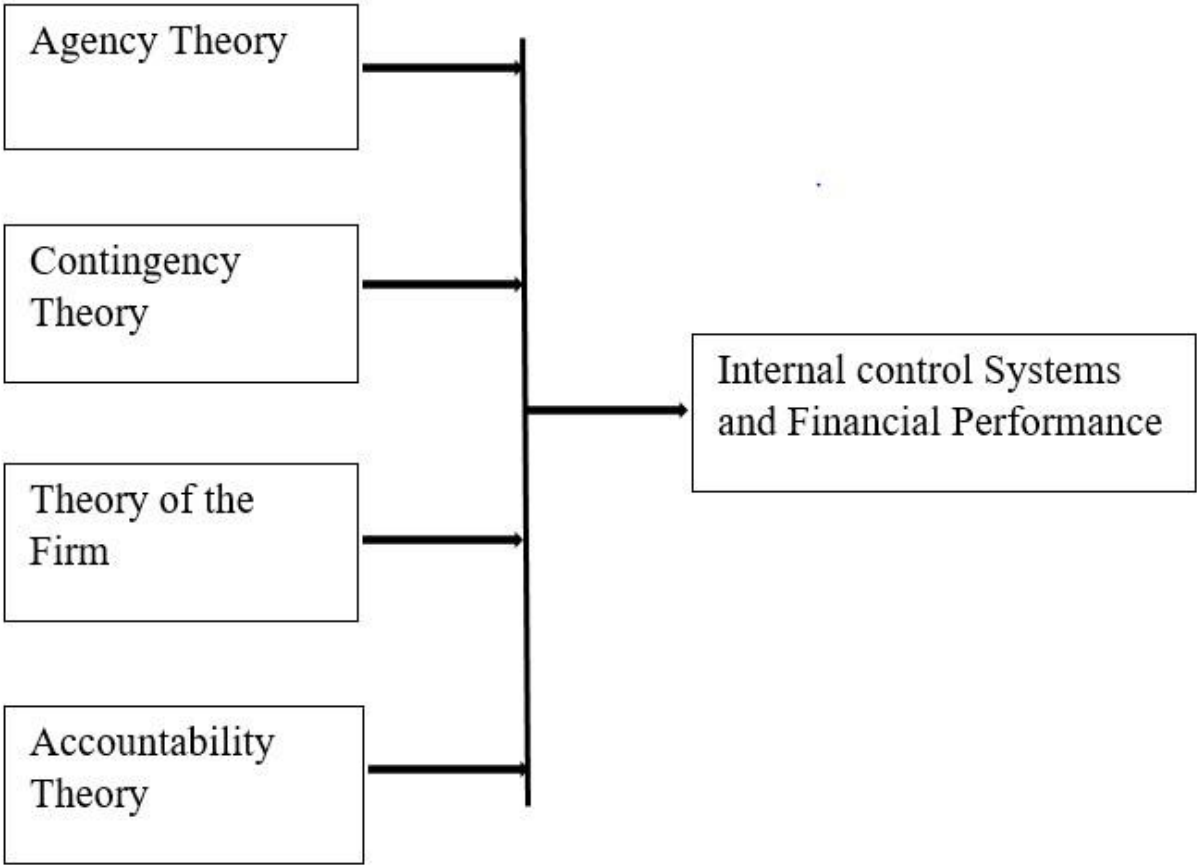 Agency Theory
Contingency
Theory
Internal control Systems
and Financial Performance
Theory of the
Firm
Accountability
Theory